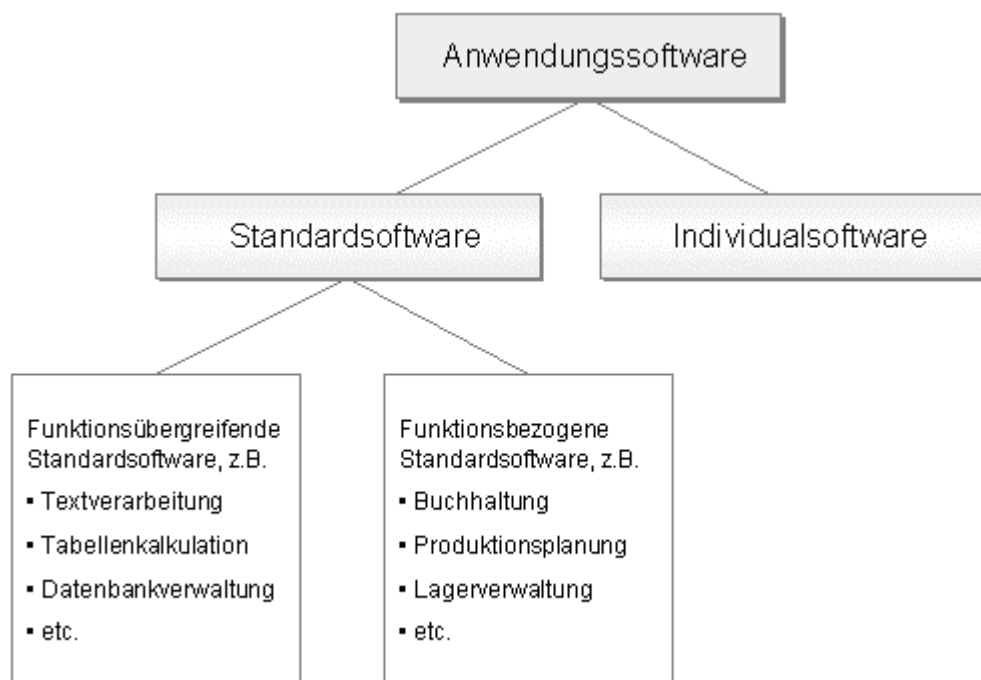 Anwendungssoftware
Standardsoftware
Individualsoftware
Funktionsübergreifende
Standardsoftware, z.B.
▪ Textverarbeitung
▪ Tabellenkalkulation
▪ Datenbankverwaltung
▪ etc.
Funktionsbezogene
Standardsoftware, z.B.
▪ Buchhaltung
▪ Produktionsplanung
▪ Lagerverwaltung
▪ etc.